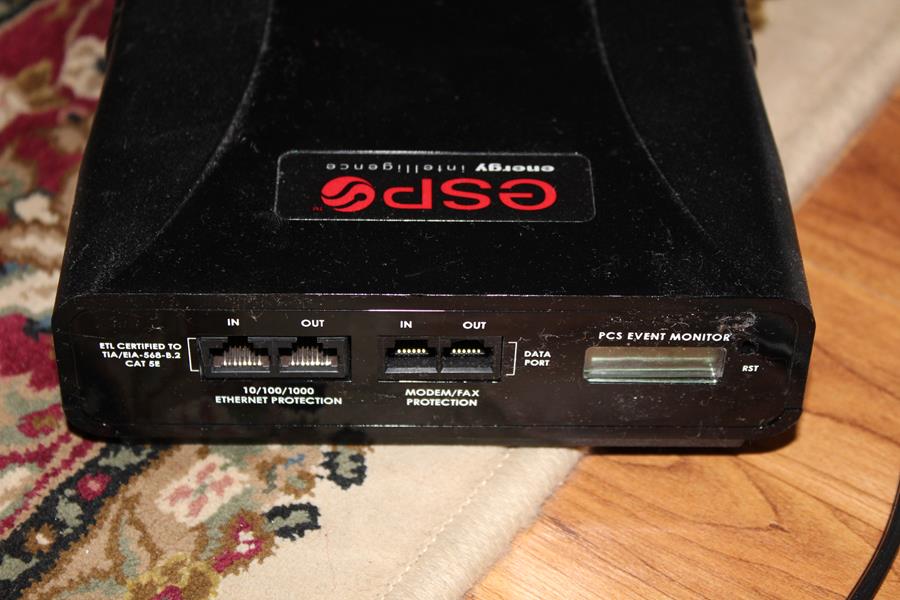 ESP
™
energy intelligence
IN OUT
ETL CERTIFIED TO
TIA/EIA-568-B.2
CAT 5E
10/100/1000
ETHERNET PROTECTION
IN OUT
DATA
PORT
MODEM/FAX
PROTECTION
PCS EVENT MONITOR
RST